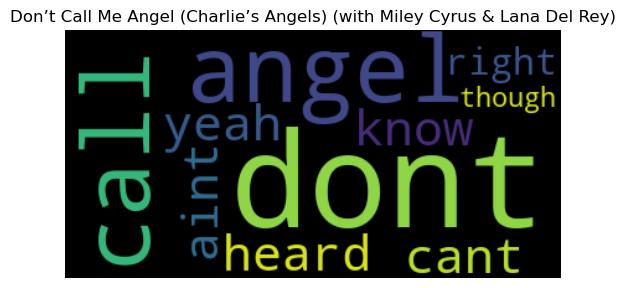 Don’t Call Me Angel (Charlie’s Angels) (with Miley Cyrus & Lana Del Rey)
call
angel
right
though
yeah
know
dont
aint
heard
cant